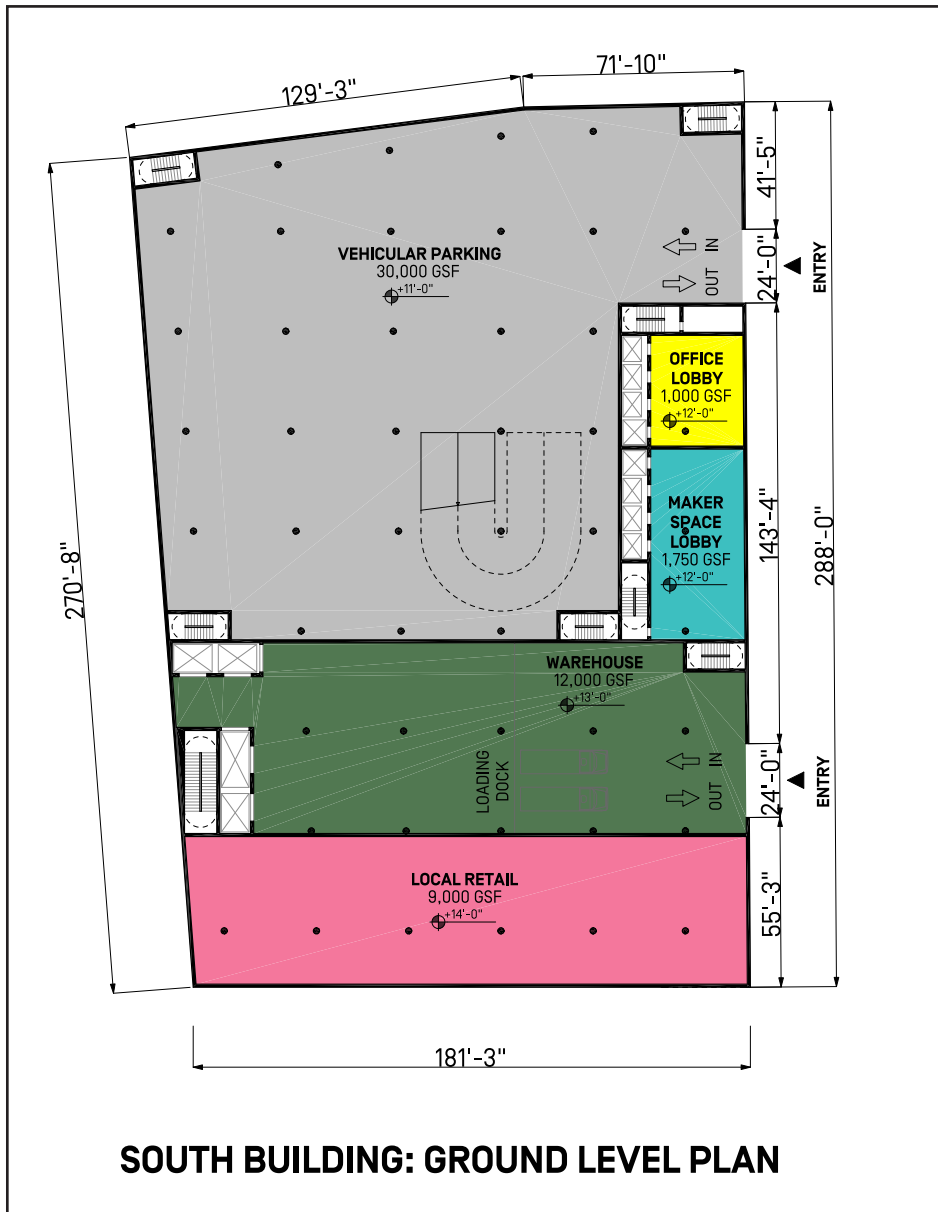 129'-3"
71'-10"
41'-5"
VEHICULAR PARKING
30,000 GSF
+11'-0"
IN
OUT
24'-0"
ENTRY
OFFICE
LOBBY
1,000 GSF
+12'-0"
MAKER
SPACE
LOBBY
1,750 GSF
+12'-0"
143'-4"
288'-0"
270'-8"
WAREHOUSE
12,000 GSF
+13'-0"
LOADING
DOCK
IN
OUT
24'-0"
ENTRY
LOCAL RETAIL
9,000 GSF
+14'-0"
55'-3"
181'-3"
SOUTH BUILDING: GROUND LEVEL PLAN